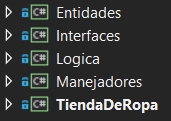 C# Entidades
C# Interfaces
C# Logica
C# Manejadores
C# TiendaDeRopa